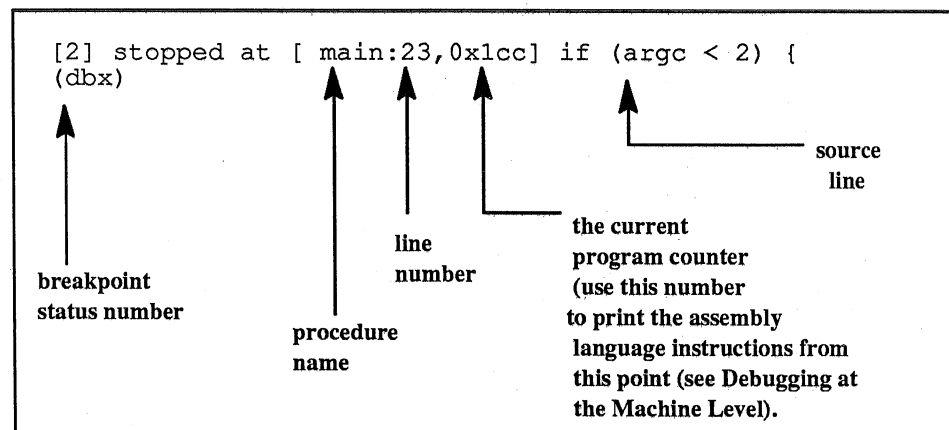 [2] stopped at [ main:23,0x1cc] if (argc < 2) {
(dbx)
source
line
the current
program counter
(use this number
to print the assembly
language instructions from
this point (see Debugging at
the Machine Level).
line
number
breakpoint
status number
procedure
name